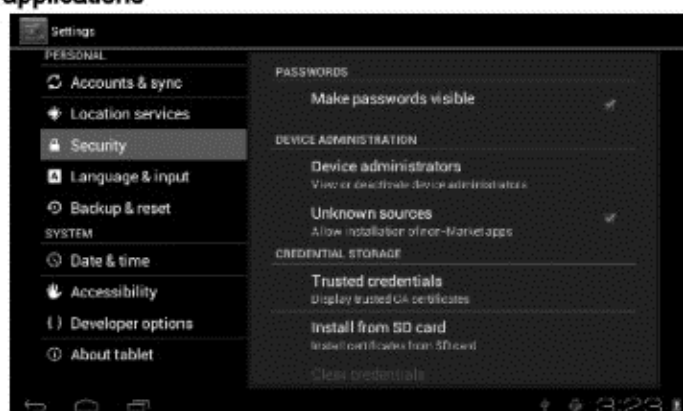 applications
Settings
PERSONAL
Accounts & sync
Location services
Security
Language & input
Backup & reset
SYSTEM
Date & time
Accessibility
Developer options
About tablet
PASSWORDS
Make passwords visible
DEVICE ADMINISTRATION
Device administrators
View or deactivate device administrators
Unknown sources
Allow installation of non-Market apps
CREDENTIAL STORAGE
Trusted credentials
Display trusted CA certificates
Install from SD card
Install certificates from SD card
Clear credentials
3:23